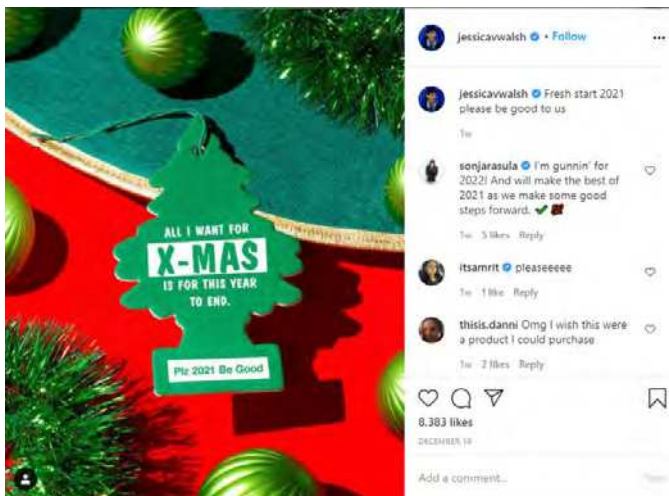 ALL I WANT FOR
X-MAS
IS FOR THIS YEAR
TO END.
Plz 2021 Be Good
jessicavwalsh • Follow
jessicavwalsh Fresh start 2021
please be good to us
1w
sonjarasula I'm gunnin' for
2022! And will make the best of
2021 as we make some good
steps forward.
1w 5 likes Reply
itsamrit pleaseeeee
1w 1 like Reply
thisis.danni Omg I wish this were
a product I could purchase
1w 2 likes Reply
8.383 likes
Add a comment...